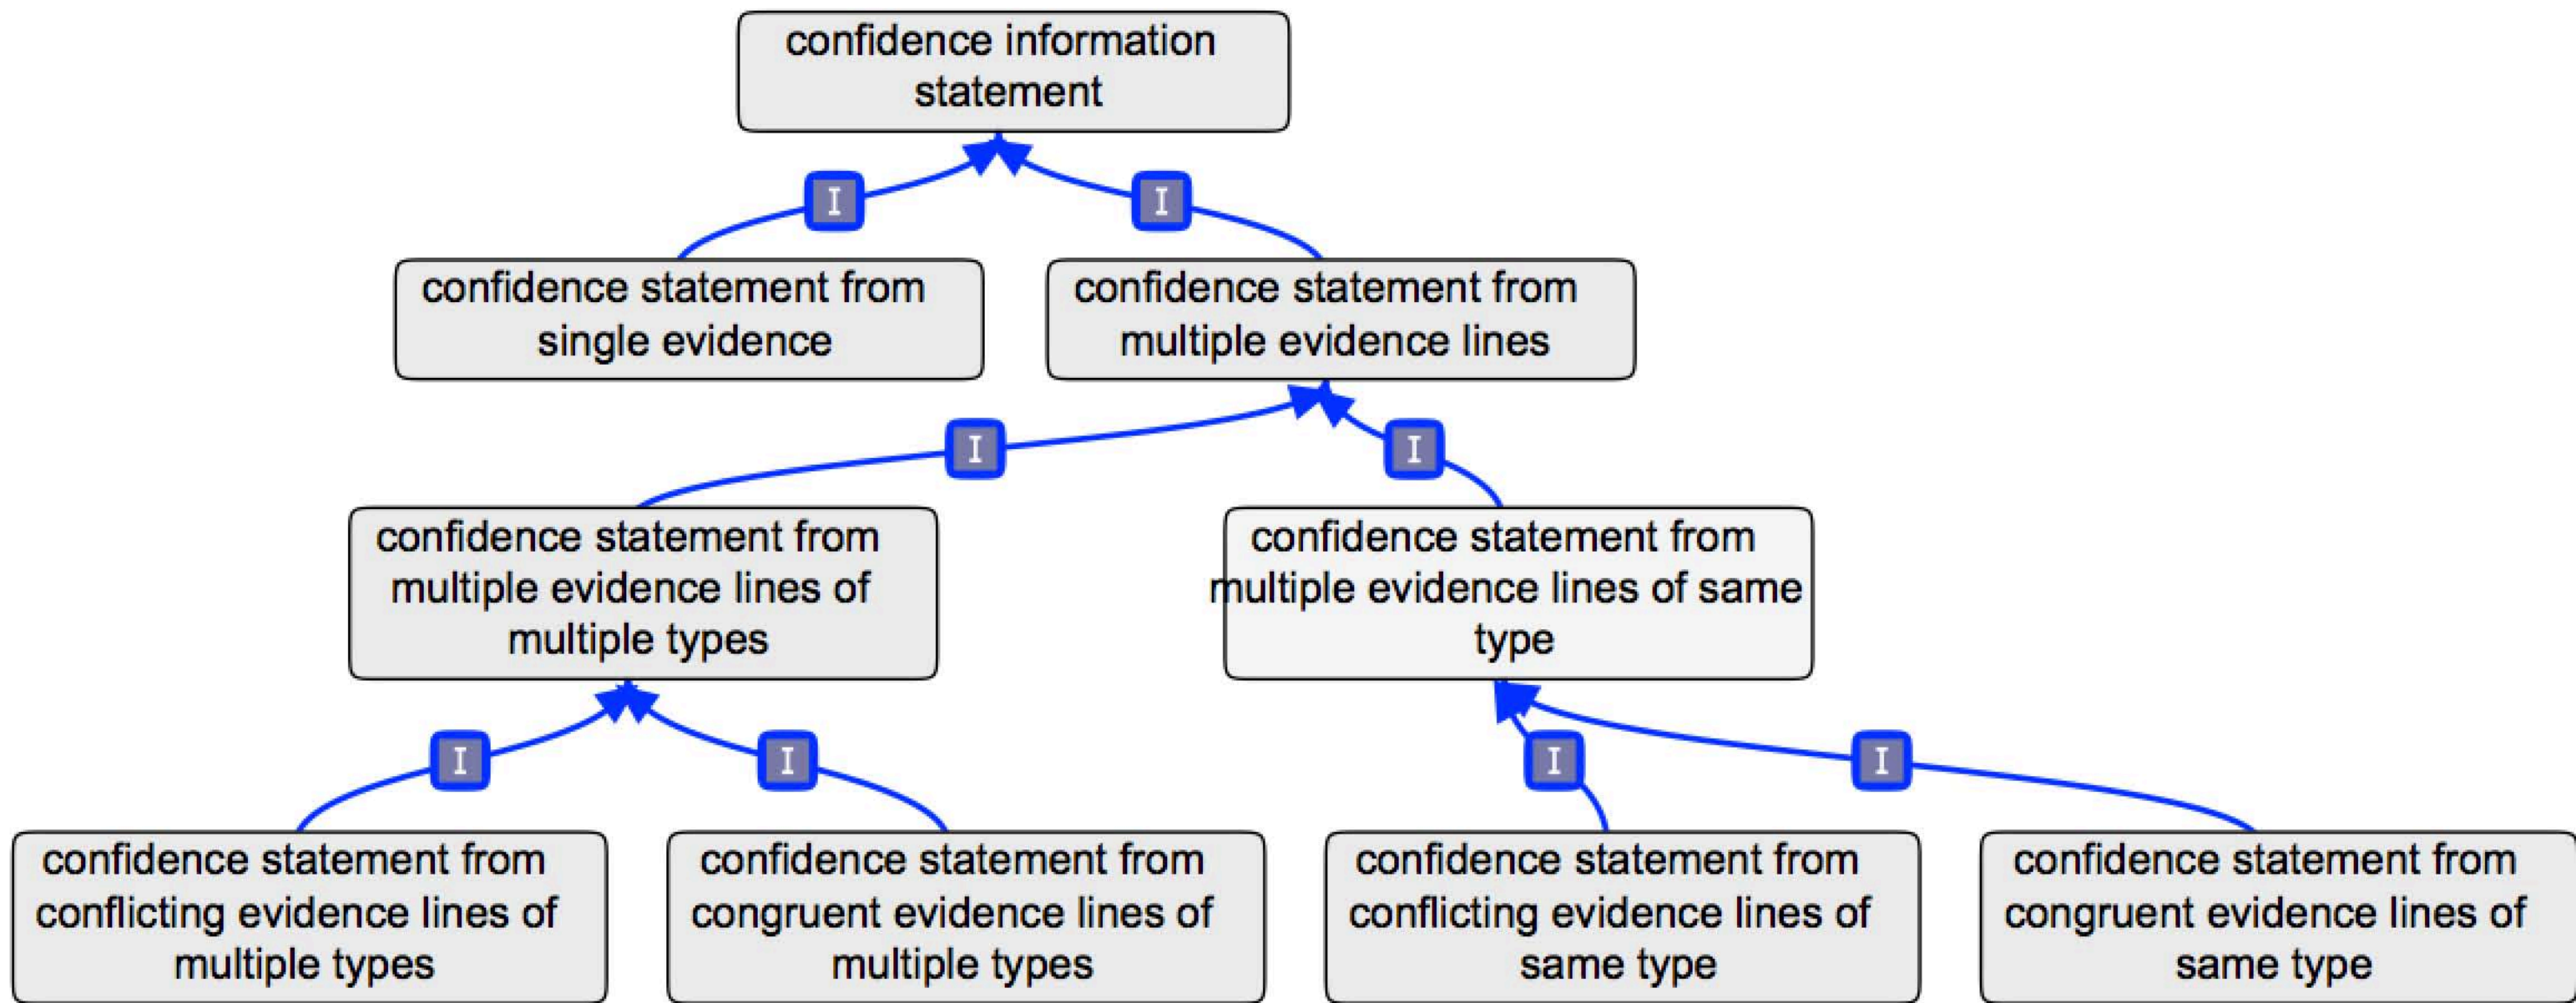 confidence information
statement
I
I
confidence statement from
single evidence
confidence statement from
multiple evidence lines
I
I
confidence statement from
multiple evidence lines of
multiple types
confidence statement from
multiple evidence lines of same
type
I
I
I
I
confidence statement from
conflicting evidence lines of
multiple types
confidence statement from
congruent evidence lines of
multiple types
confidence statement from
conflicting evidence lines of
same type
confidence statement from
congruent evidence lines of
same type